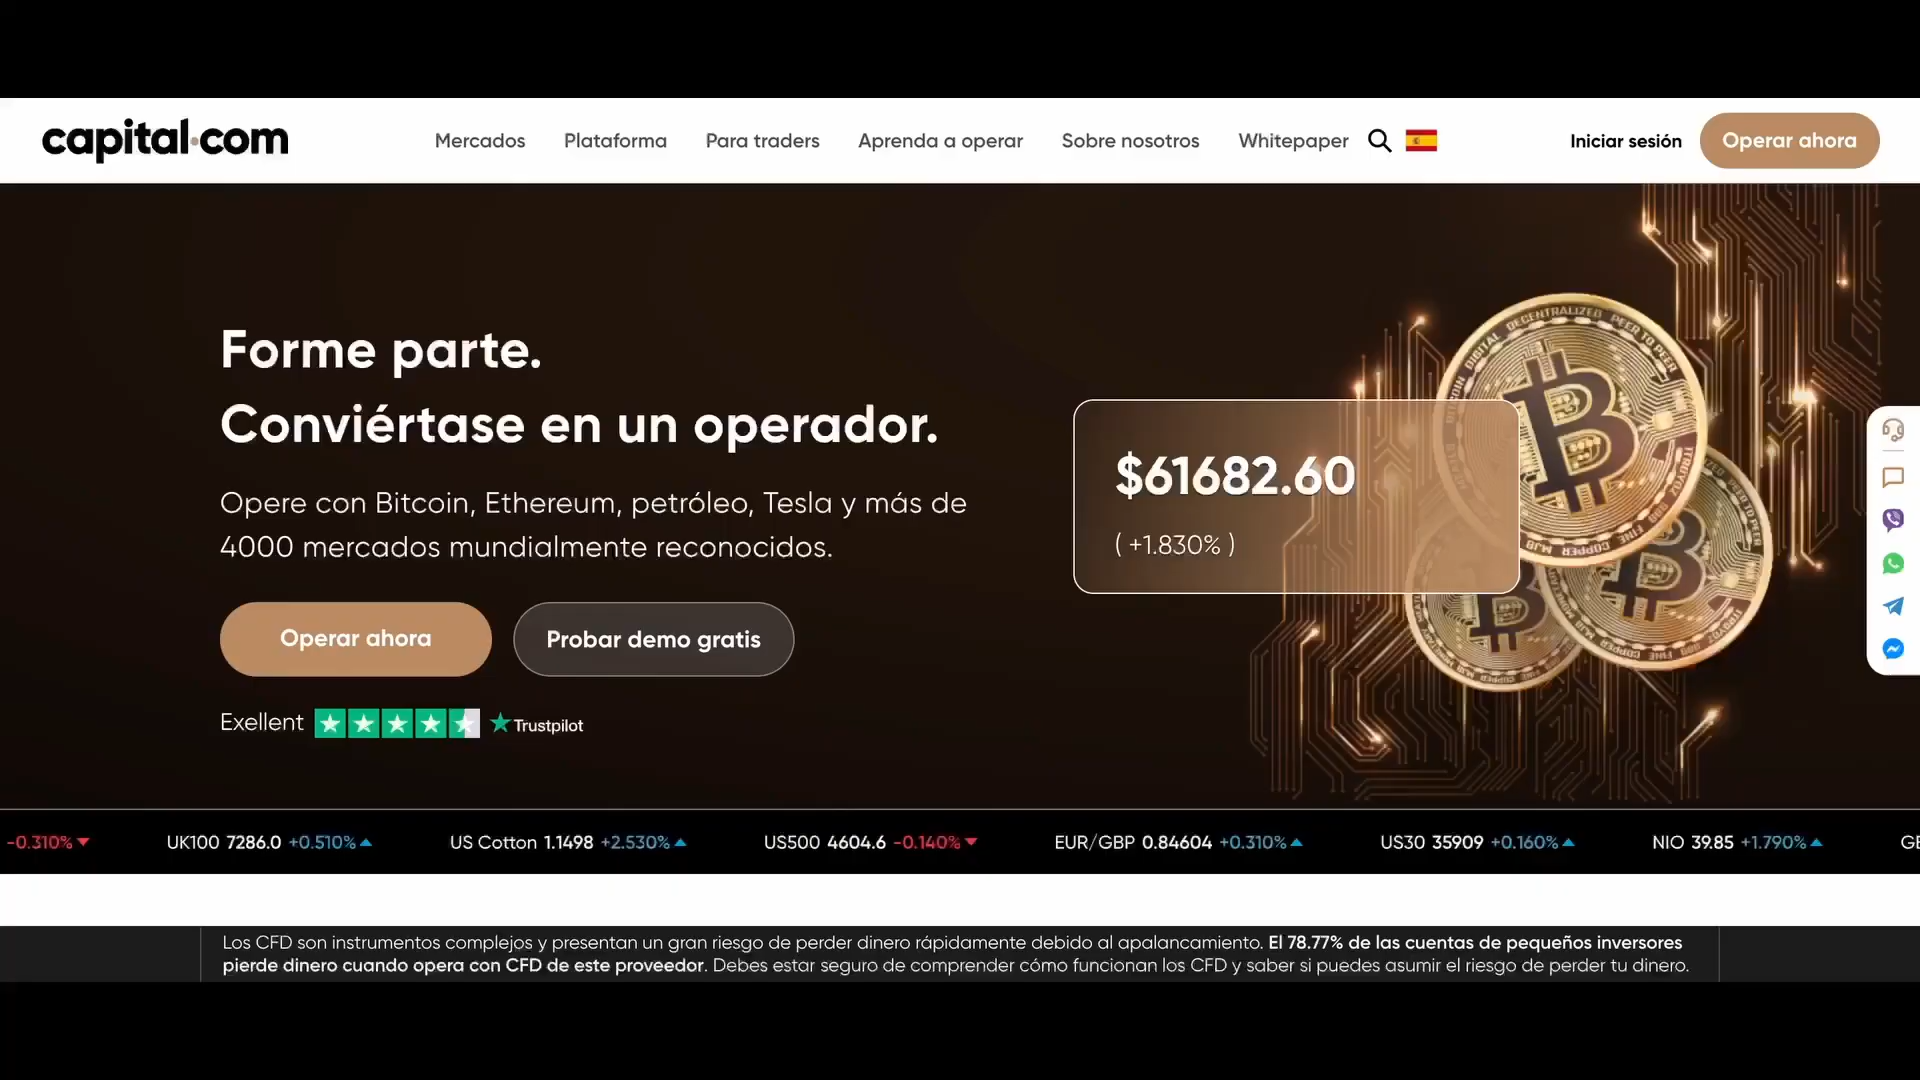 capital.com
Mercados Plataforma Para traders Aprenda a operar Sobre nosotros Whitepaper Iniciar sesión Operar ahora
Forme parte.
Conviértase en un operador.
Opere con Bitcoin, Ethereum, petróleo, Tesla y más de
4000 mercados mundialmente reconocidos.
Operar ahora Probar demo gratis
Exellent Trustpilot
$61682.60
( +1.830% )
DIGITAL DECENTRALIZED PEER TO PEER
-0.310% UK100 7286.0 +0.510% US Cotton 1.1498 +2.530% US500 4604.6 -0.140% EUR/GBP 0.84604 +0.310% US30 35909 +0.160% NIO 39.85 +1.790% GE
Los CFD son instrumentos complejos y presentan un gran riesgo de perder dinero rápidamente debido al apalancamiento. El 78.77% de las cuentas de pequeños inversores
pierde dinero cuando opera con CFD de este proveedor. Debes estar seguro de comprender cómo funcionan los CFD y saber si puedes asumir el riesgo de perder tu dinero.